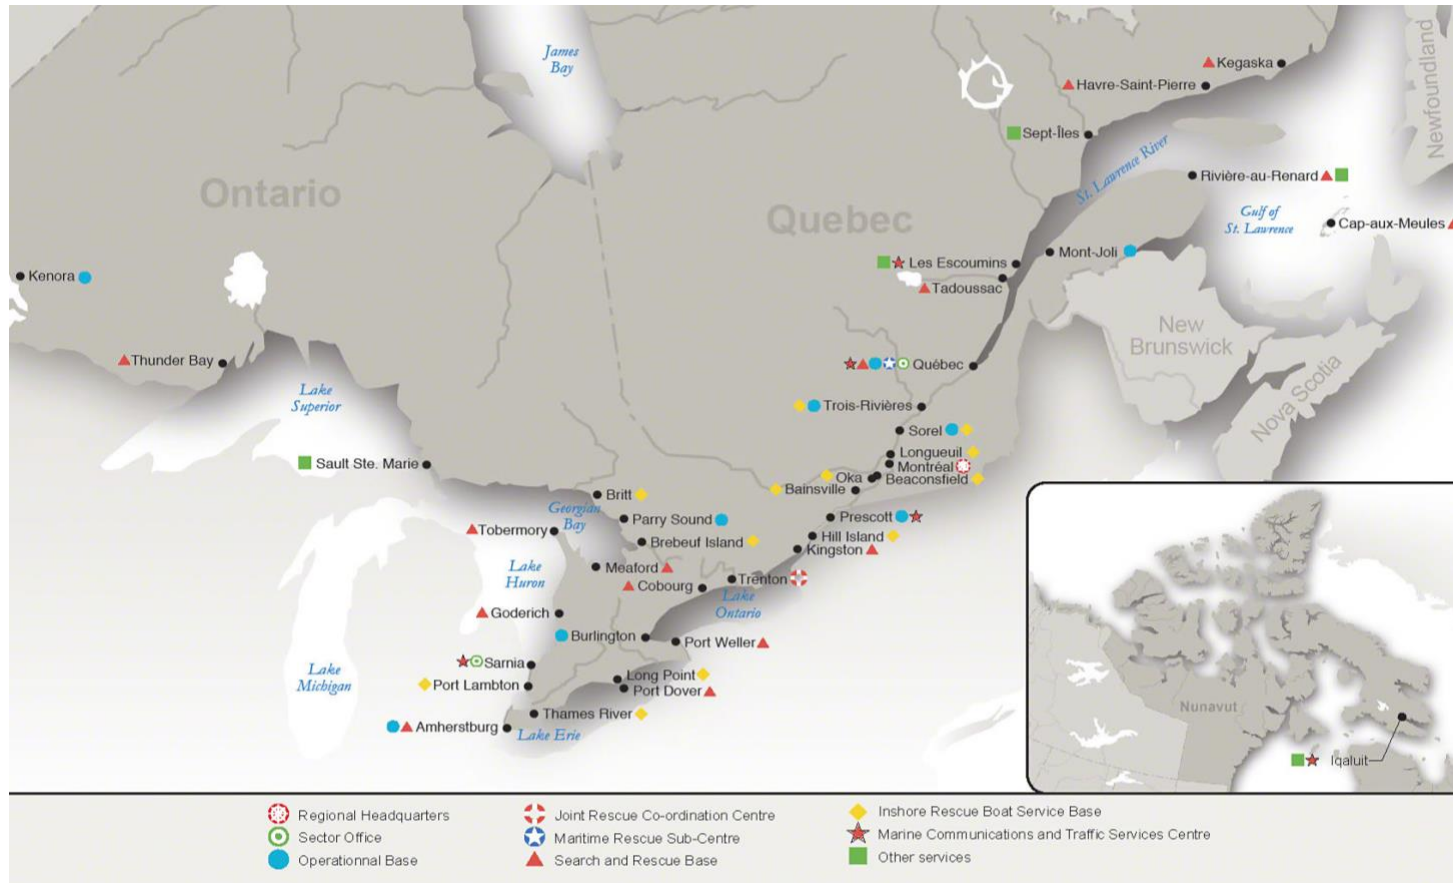 James
Bay
Kegaska
Havre-Saint-Pierre
Newfoundland
Sept-Îles
St. Lawrence River
Ontario
Quebec
Rivière-au-Renard
Gulf of
St. Lawrence
Cap-aux-Meules
Mont-Joli
Les Escoumins
Tadoussac
Kenora
New
Brunswick
Thunder Bay
Québec
Nova Scotia
Lake
Superior
Trois-Rivières
Sorel
Longueuil
Montréal
Sault Ste. Marie
Oka
Beaconsfield
Bainsville
Britt
Georgian
Bay
Parry Sound
Prescott
Tobermory
Brebeuf Island
Hill Island
Kingston
Lake
Huron
Meaford
Cobourg
Trenton
Lake
Ontario
Goderich
Burlington
Port Weller
Sarnia
Lake
Michigan
Port Lambton
Long Point
Port Dover
Thames River
Amherstburg
Lake Erie
Nunavut
Iqaluit
Regional Headquarters
Sector Office
Operationnal Base
Joint Rescue Co-ordination Centre
Maritime Rescue Sub-Centre
Search and Rescue Base
Inshore Rescue Boat Service Base
Marine Communications and Traffic Services Centre
Other services